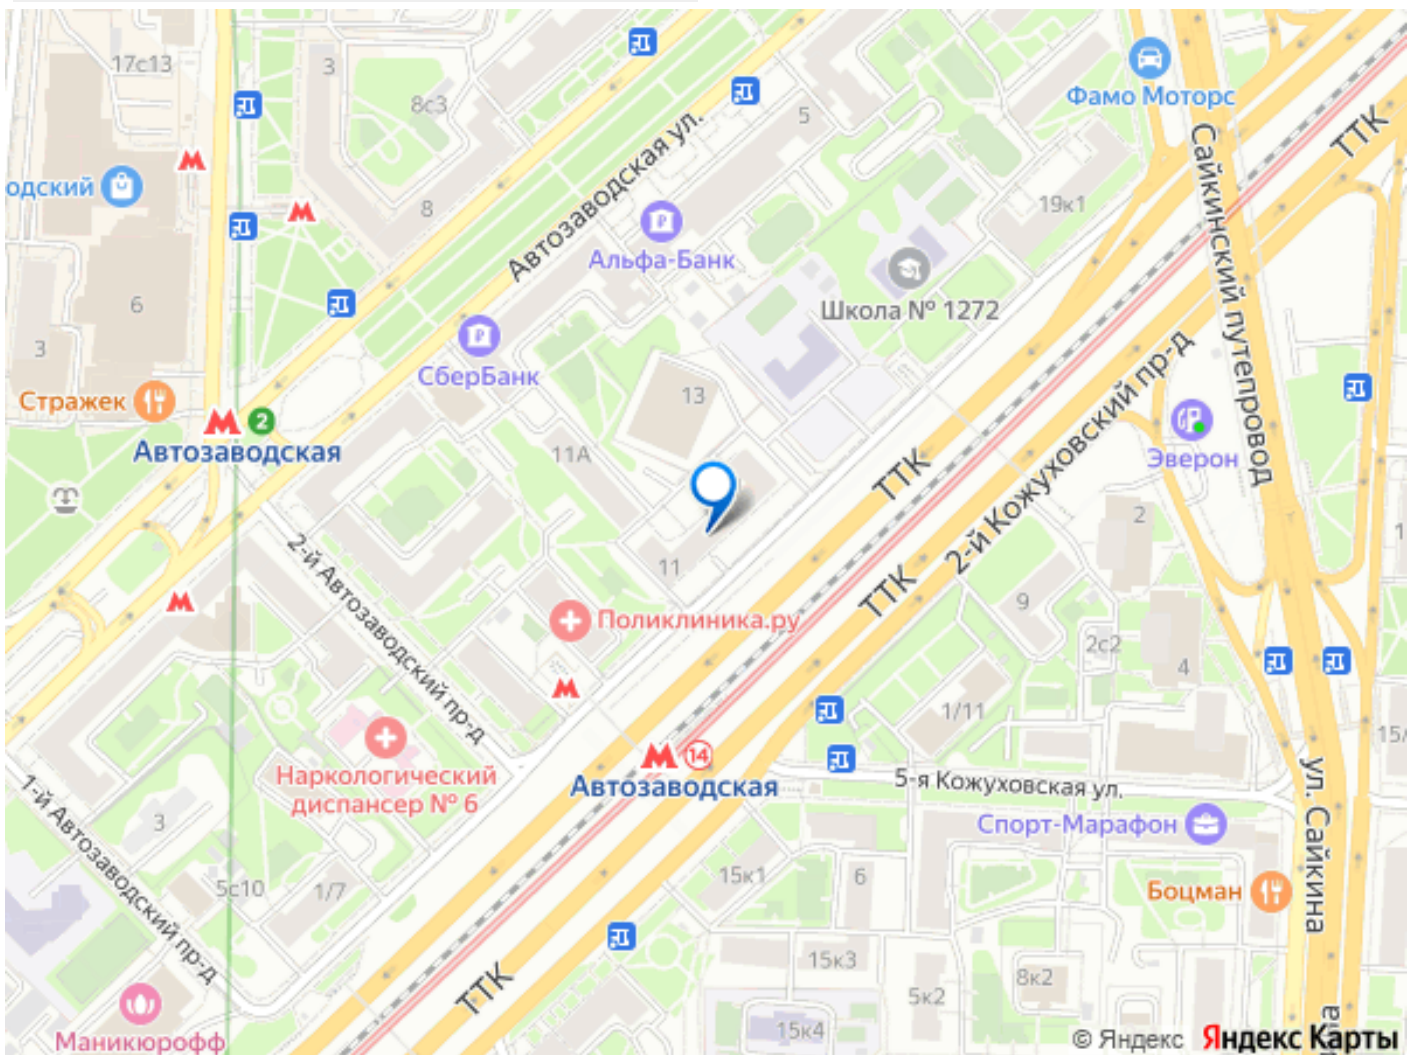 17с13
3
8с3
5
Фамо Моторс
ТТК
Сайкинский путепровод
одский
8
Автозаводская ул.
19к1
Альфа-Банк
Школа № 1272
6
3
СберБанк
13
Стражек
2
Автозаводская
11А
ТТК
2-й Кожуховский пр-д
Эверон
2
11
2-й Автозаводский пр-д
Поликлиника.ру
ТТК
9
2с2
4
1/11
14
Автозаводская
15/
1
Наркологический
диспансер № 6
5-я Кожуховская ул.
ул. Сайкина
1-й Автозаводский пр-д
3
Спорт-Марафон
5с10
1/7
15к1
6
Боцман
ТТК
15к3
8к2
5к2
15к4
Маникюрофф
© Яндекс Яндекс Карты